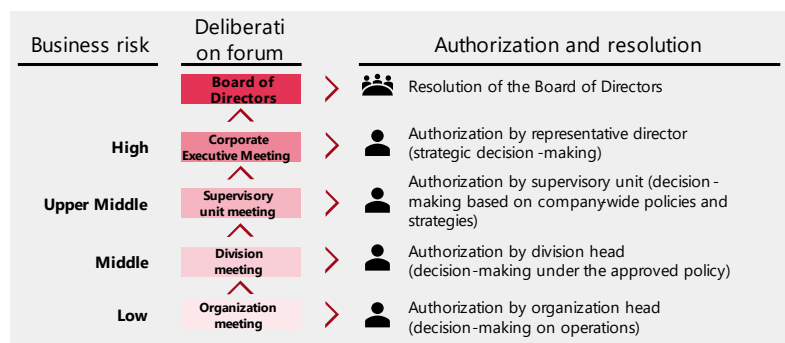 Business risk
Deliberati
on forum
Authorization and resolution
Board of
Directors
Resolution of the Board of Directors
High
Corporate
Executive Meeting
Authorization by representative director
(strategic decision -making)
Upper Middle
Supervisory
unit meeting
Authorization by supervisory unit (decision-
making based on company-wide policies and
strategies)
Middle
Division
meeting
Authorization by division head
(decision-making under the approved policy)
Low
Organization
meeting
Authorization by organization head
(decision-making on operations)